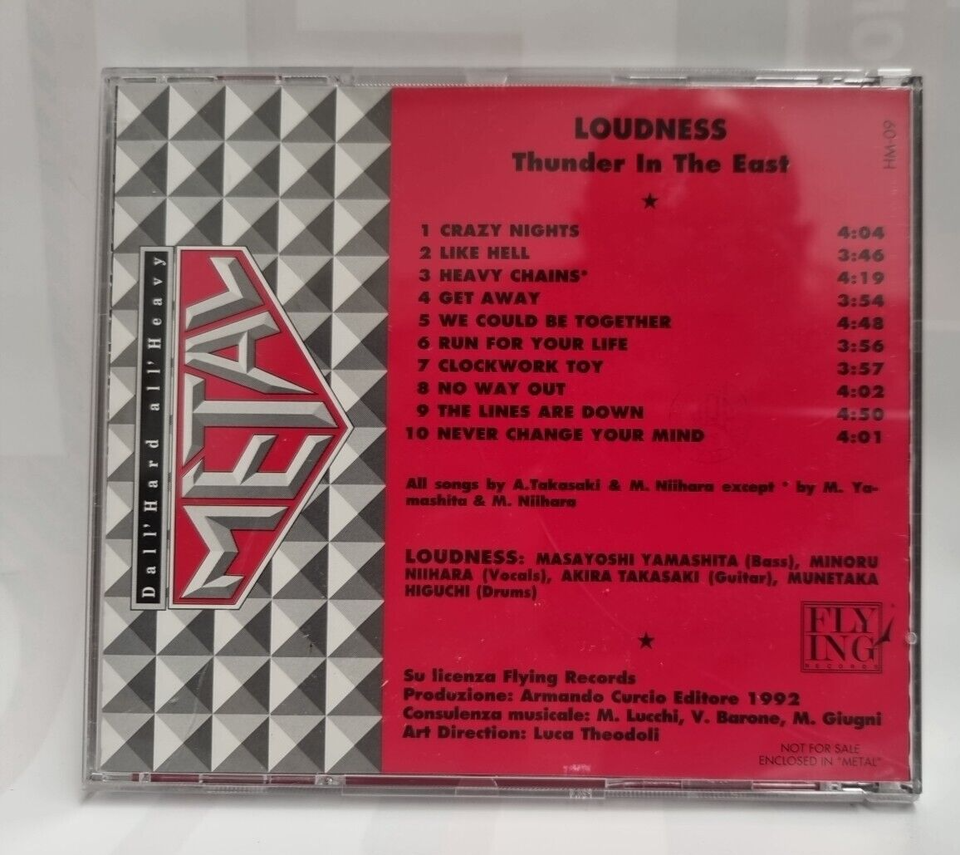 Dall' Hard all' Heavy
METAL
LOUDNESS
Thunder In The East
HM-09
1 CRAZY NIGHTS 4:04
2 LIKE HELL 3:46
3 HEAVY CHAINS* 4:19
4 GET AWAY 3:54
5 WE COULD BE TOGETHER 4:48
6 RUN FOR YOUR LIFE 3:56
7 CLOCKWORK TOY 3:57
8 NO WAY OUT 4:02
9 THE LINES ARE DOWN 4:50
10 NEVER CHANGE YOUR MIND 4:01
All songs by A.Takasaki & M. Niihara except * by M. Ya-
mashita & M. Niihara
LOUDNESS: MASAYOSHI YAMASHITA (Bass), MINORU
NIIHARA (Vocals), AKIRA TAKASAKI (Guitar), MUNETAKA
HIGUCHI (Drums)
FLY
ING
RECORDS
Su licenza Flying Records
Produzione: Armando Curcio Editore 1992
Consulenza musicale: M. Lucchi, V. Barone, M. Giugni
Art Direction: Luca Theodoli
NOT FOR SALE
ENCLOSED IN "METAL"